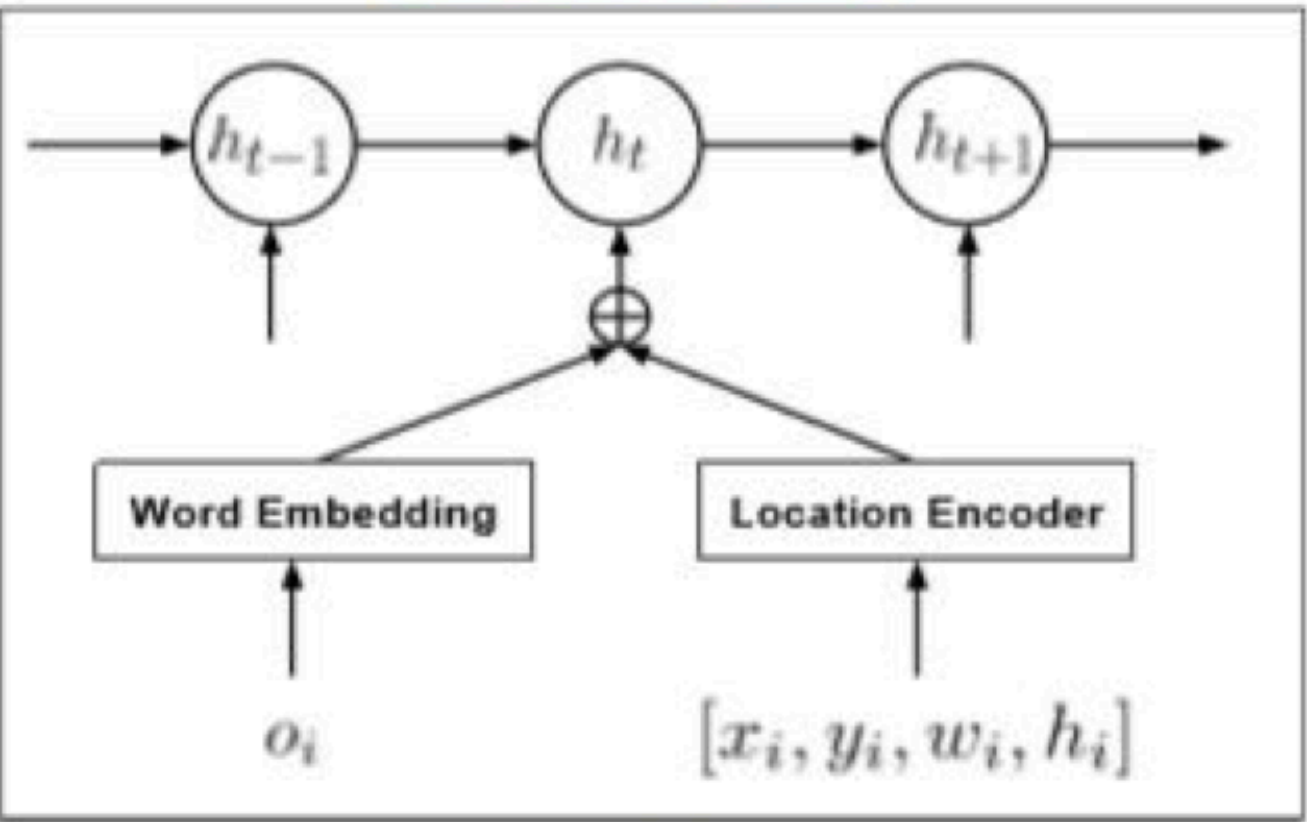 h_{t-1} h_t h_{t+1}
⊕
Word Embedding Location Encoder
o_i [x_i, y_i, w_i, h_i]